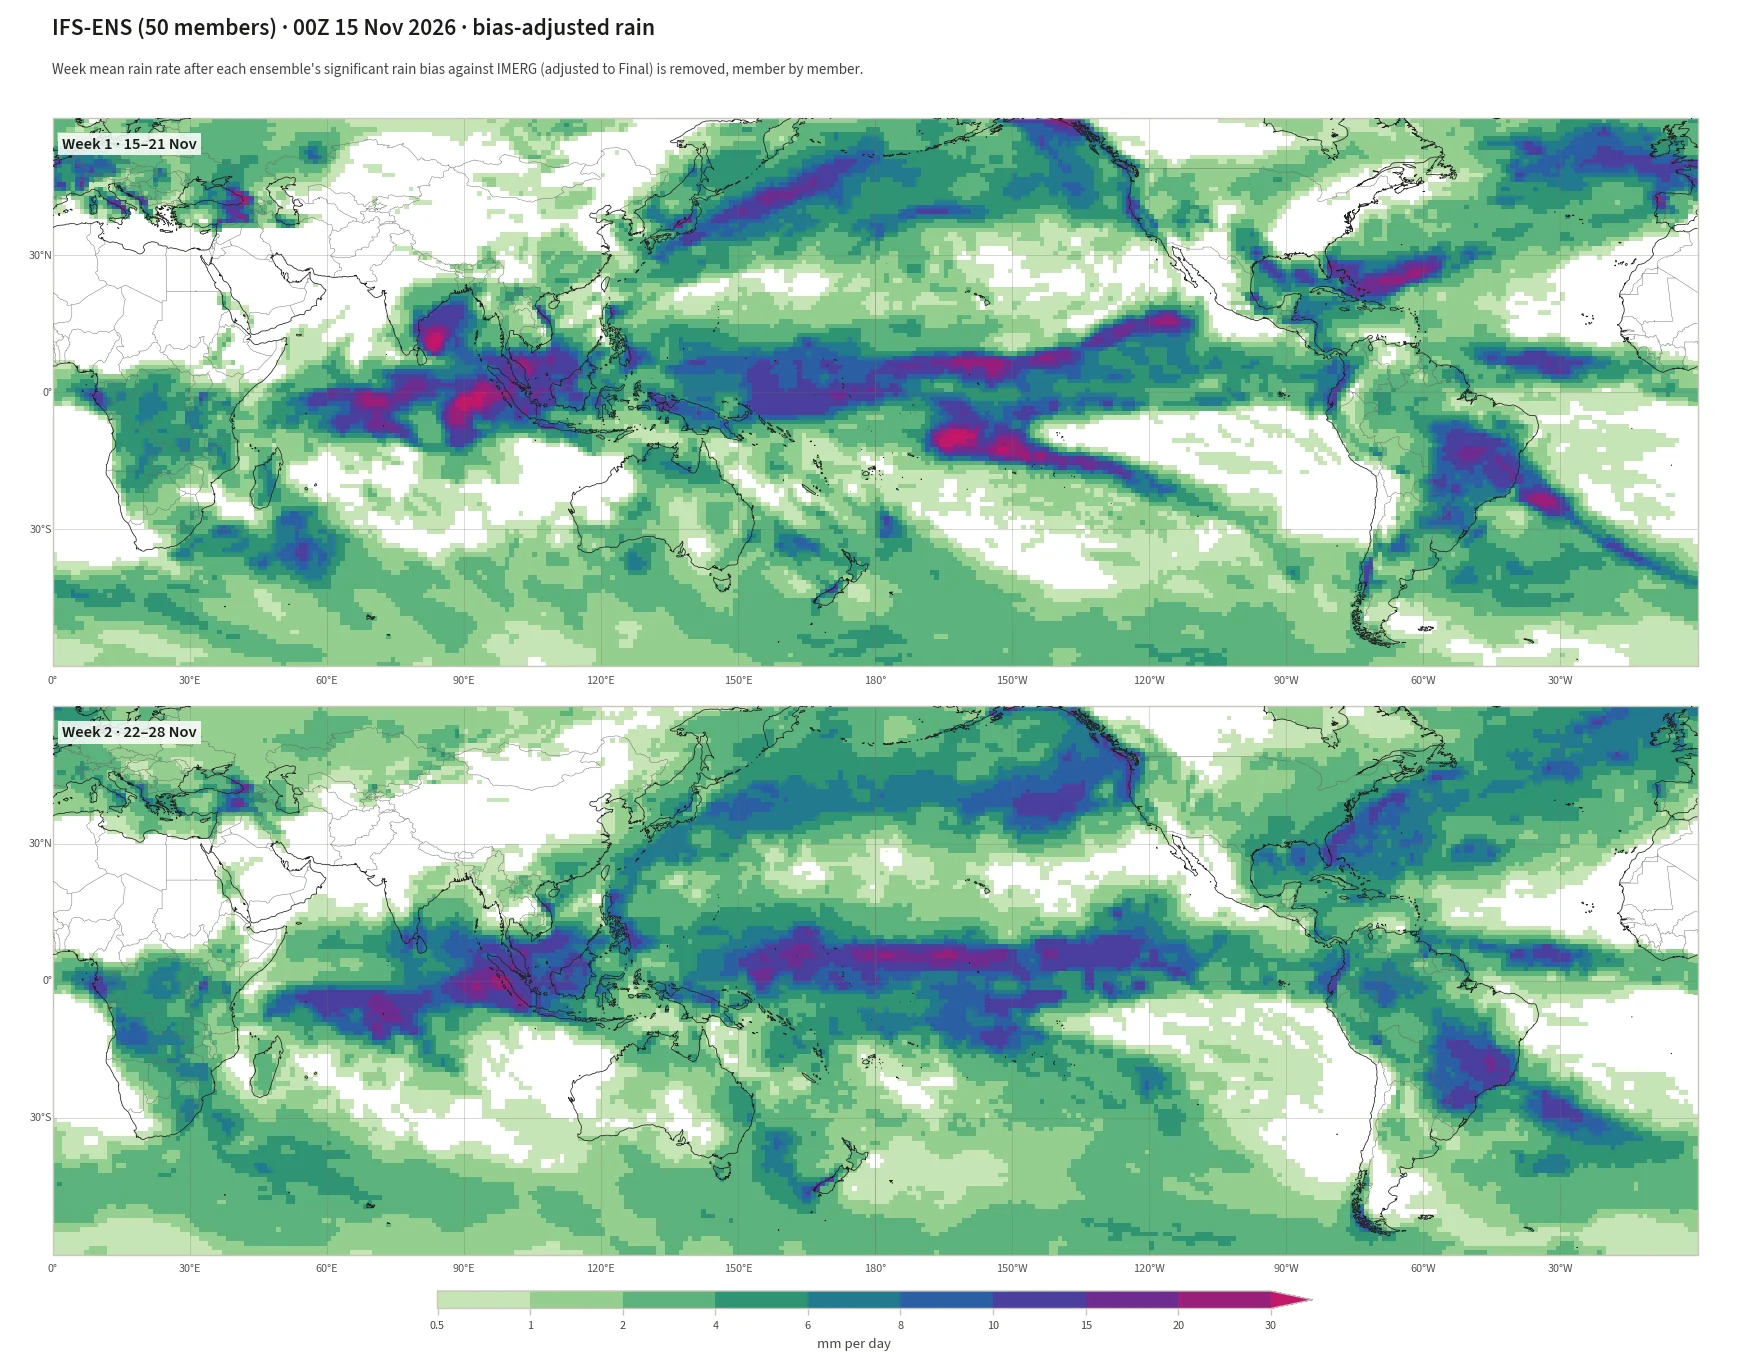 IFS-ENS (50 members) · 00Z 15 Nov 2026 · bias-adjusted rain
Week mean rain rate after each ensemble's significant rain bias against IMERG (adjusted to Final) is removed, member by member.
Week 1 · 15–21 Nov
30°N
0°
30°S
0° 30°E 60°E 90°E 120°E 150°E 180° 150°W 120°W 90°W 60°W 30°W
Week 2 · 22–28 Nov
30°N
0°
30°S
0° 30°E 60°E 90°E 120°E 150°E 180° 150°W 120°W 90°W 60°W 30°W
0.5 1 2 4 6 8 10 15 20 30
mm per day